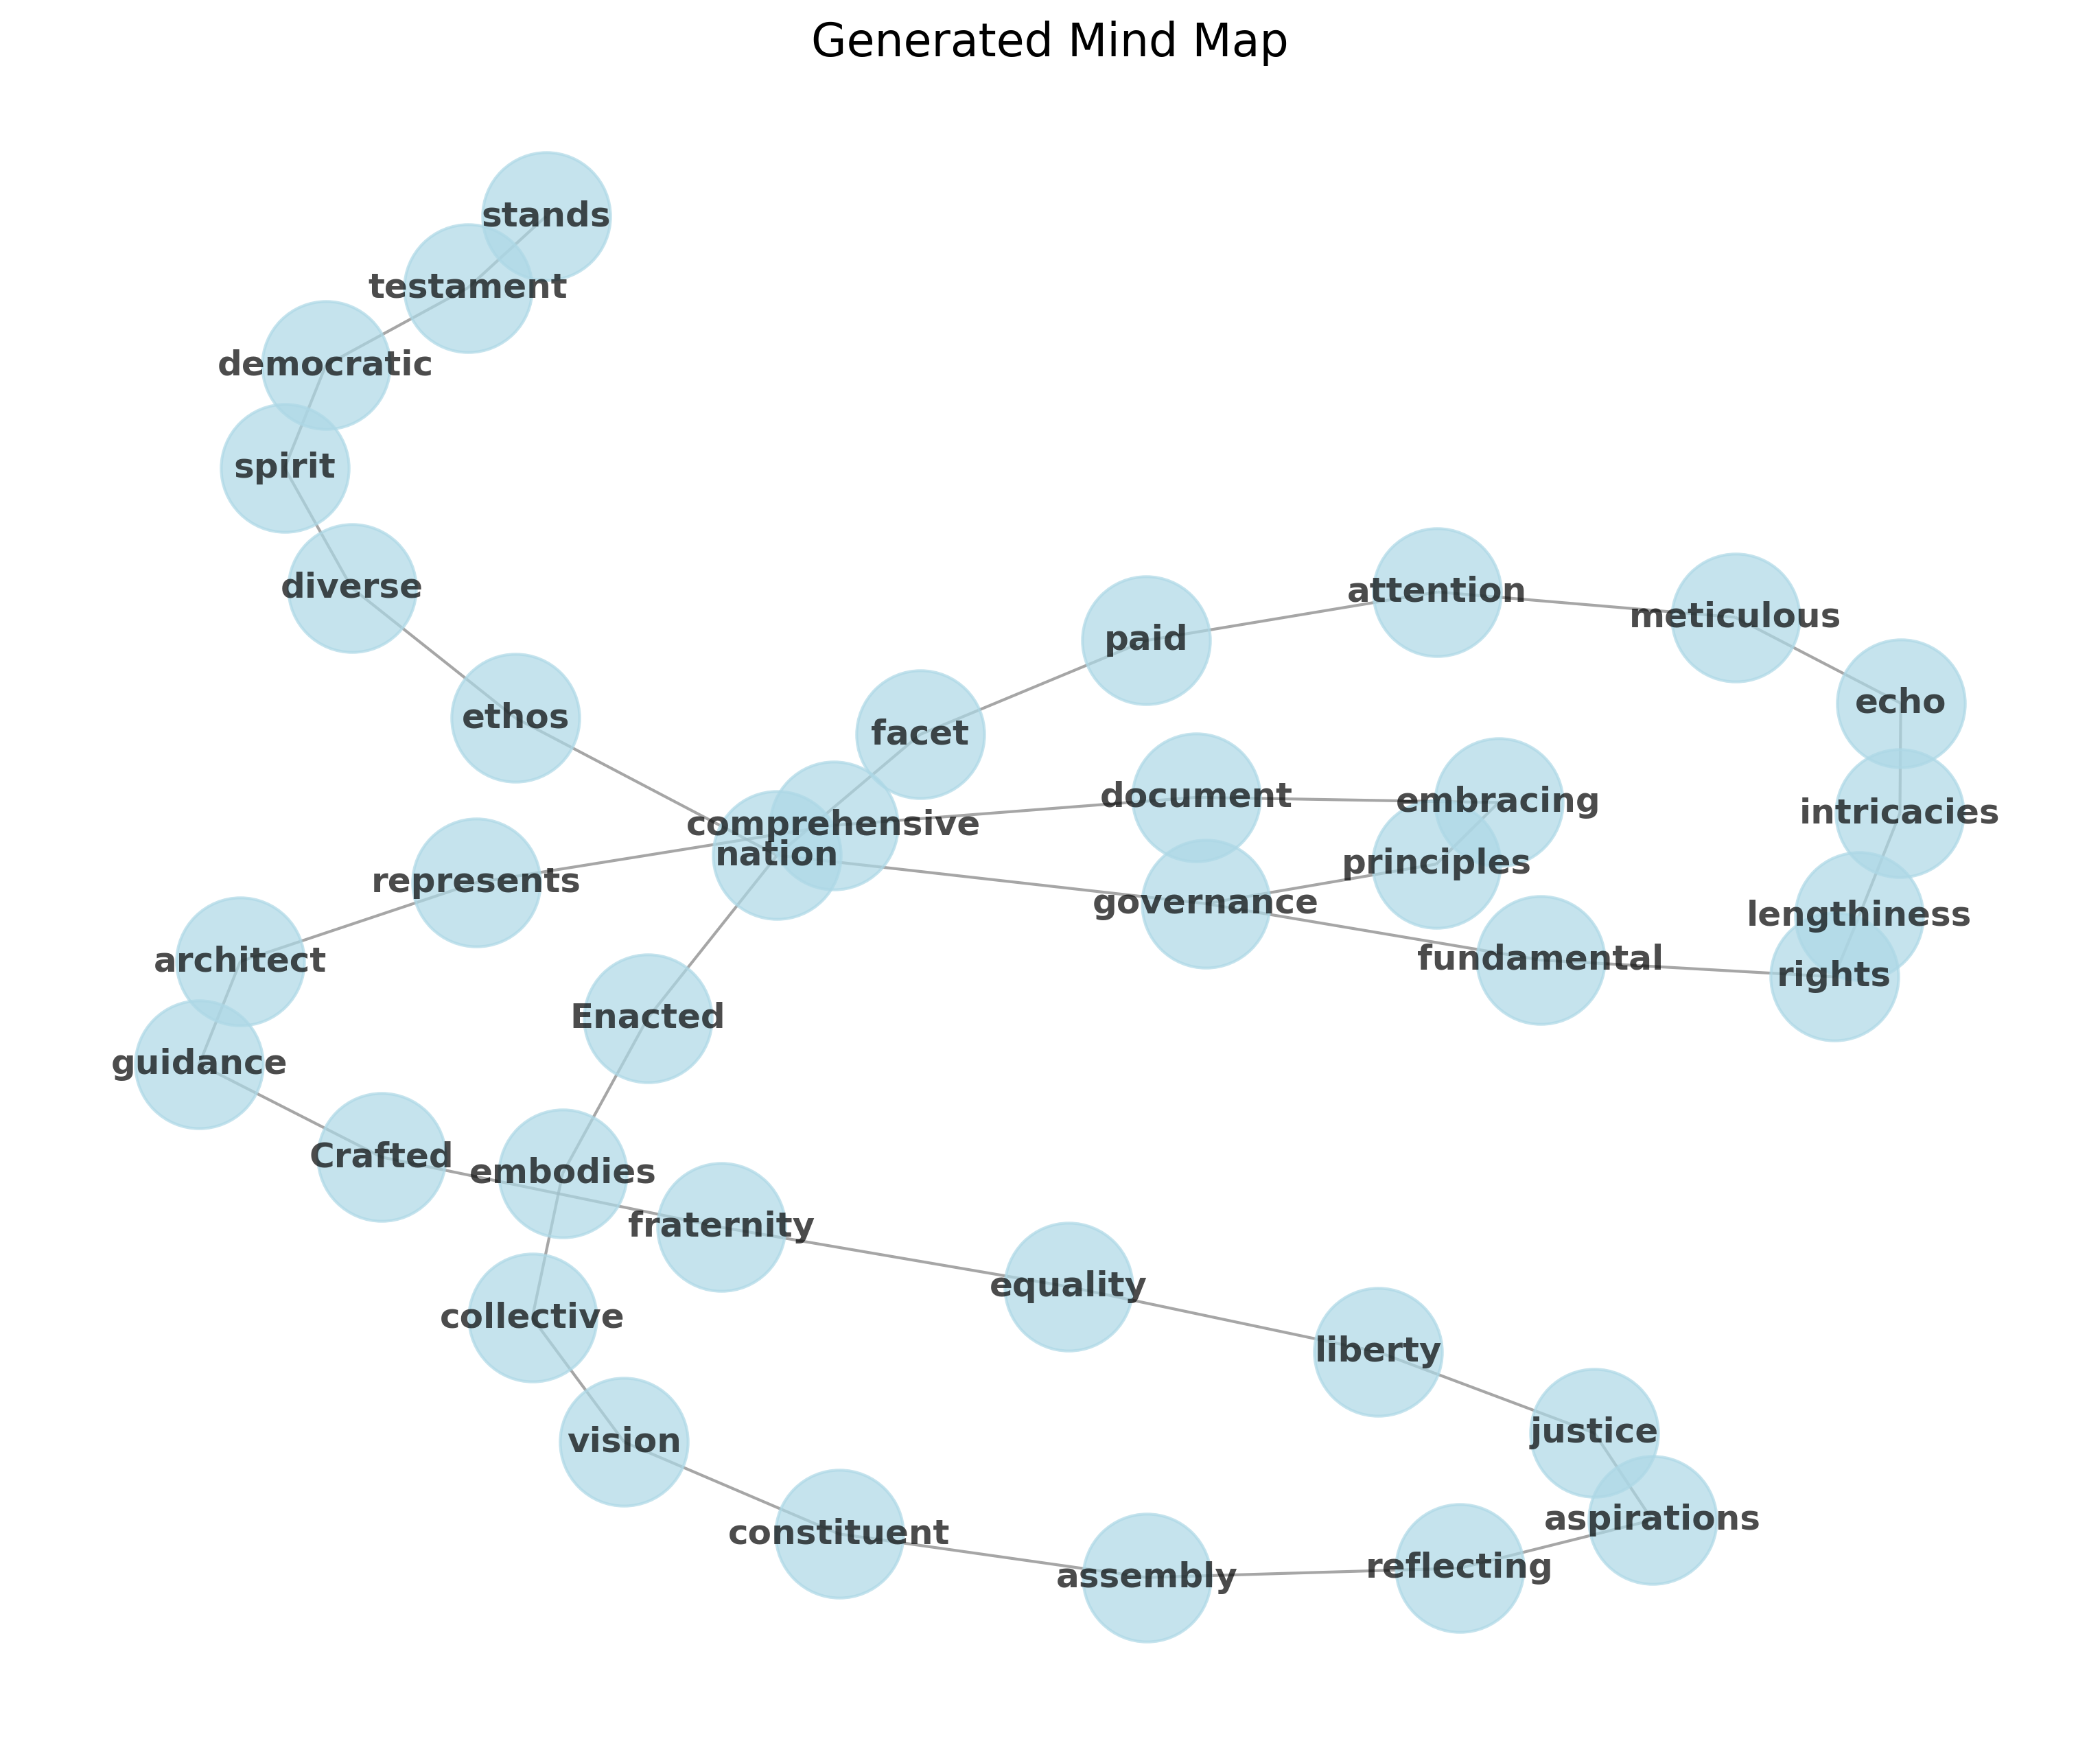 Generated Mind Map
stands
testament
democratic
spirit
diverse
attention
meticulous
paid
echo
ethos
facet
document
embracing
intricacies
comprehensive
nation
principles
represents
governance
lengthiness
architect
fundamental
rights
Enacted
guidance
Crafted
embodies
fraternity
equality
collective
liberty
justice
vision
aspirations
constituent
reflecting
assembly